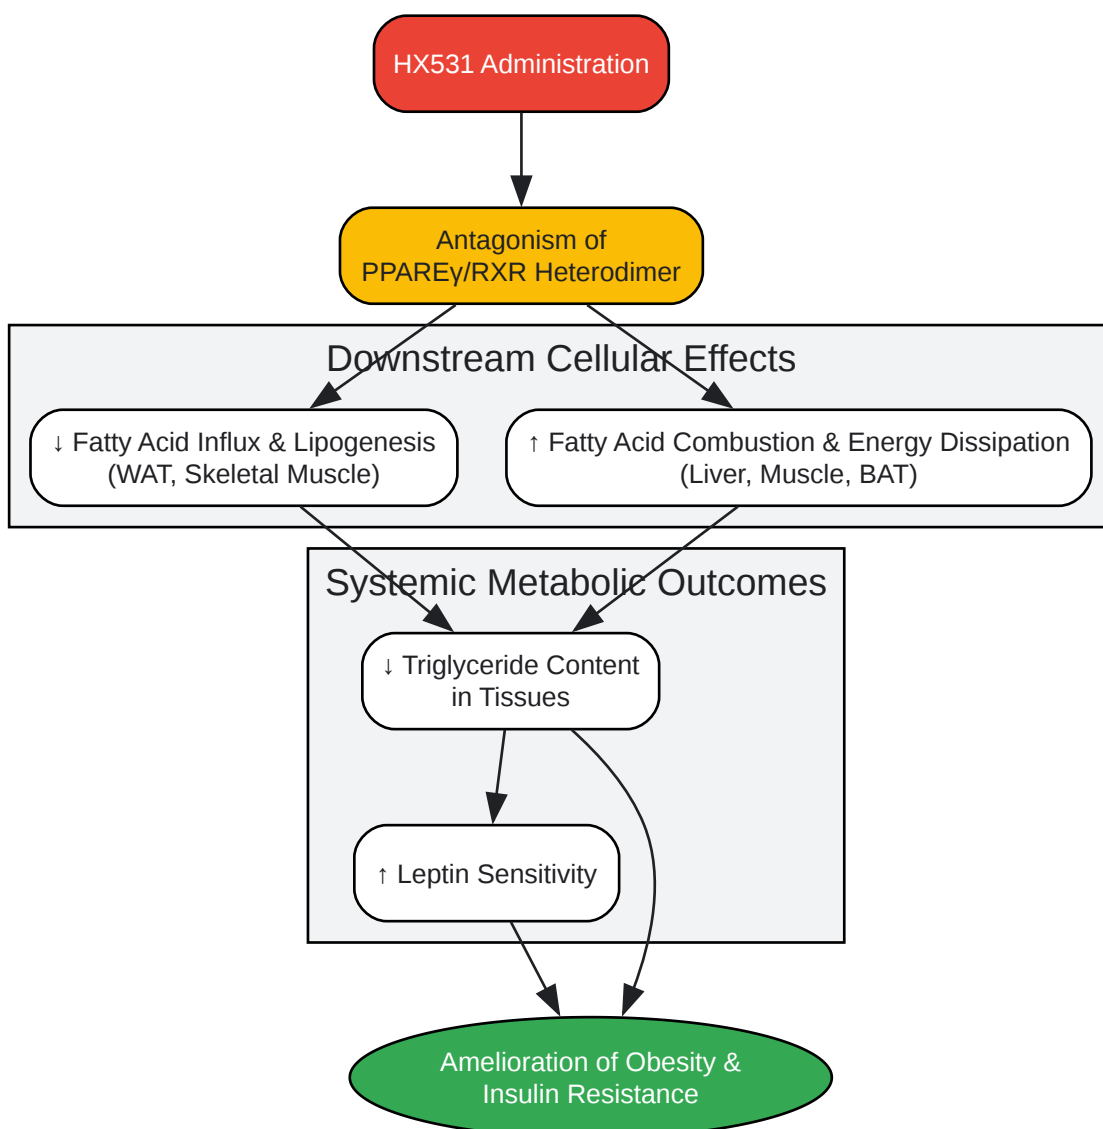 HX531 Administration
Antagonism of
PPAREγ/RXR Heterodimer
Downstream Cellular Effects
↓ Fatty Acid Influx & Lipogenesis
(WAT, Skeletal Muscle)
↑ Fatty Acid Combustion & Energy Dissipation
(Liver, Muscle, BAT)
Systemic Metabolic Outcomes
↓ Triglyceride Content
in Tissues
↑ Leptin Sensitivity
Amelioration of Obesity &
Insulin Resistance